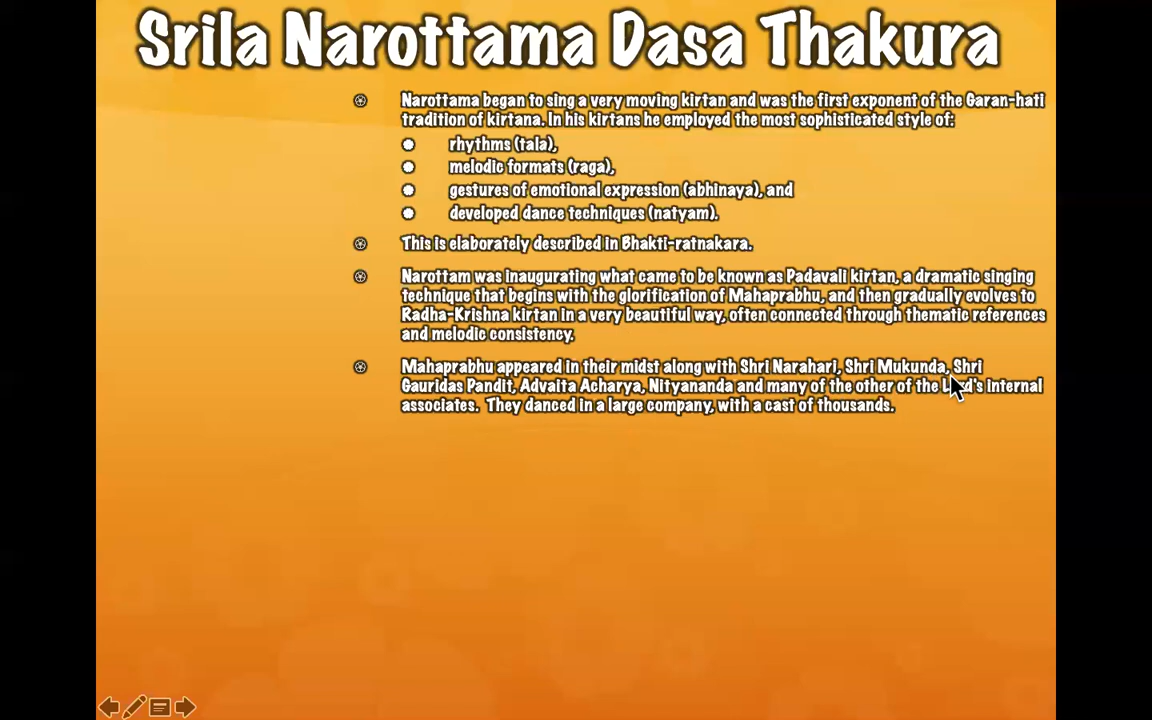 Srila Narottama Dasa Thakura
Narottama began to sing a very moving kirtan and was the first exponent of the Garan-hati
tradition of kirtana. In his kirtans he employed the most sophisticated style of:
rhythms (tala),
melodic formats (raga),
gestures of emotional expression (abhinaya), and
developed dance techniques (natyam).
This is elaborately described in Bhakti-ratnakara.
Narottam was inaugurating what came to be known as Padavali kirtan, a dramatic singing
technique that begins with the glorification of Mahaprabhu, and then gradually evolves to
Radha-Krishna kirtan in a very beautiful way, often connected through thematic references
and melodic consistency.
Mahaprabhu appeared in their midst along with Shri Narahari, Shri Mukunda, Shri
Gauridas Pandit, Advaita Acharya, Nityananda and many of the other of the internal
associates. They danced in a large company, with a cast of thousands.